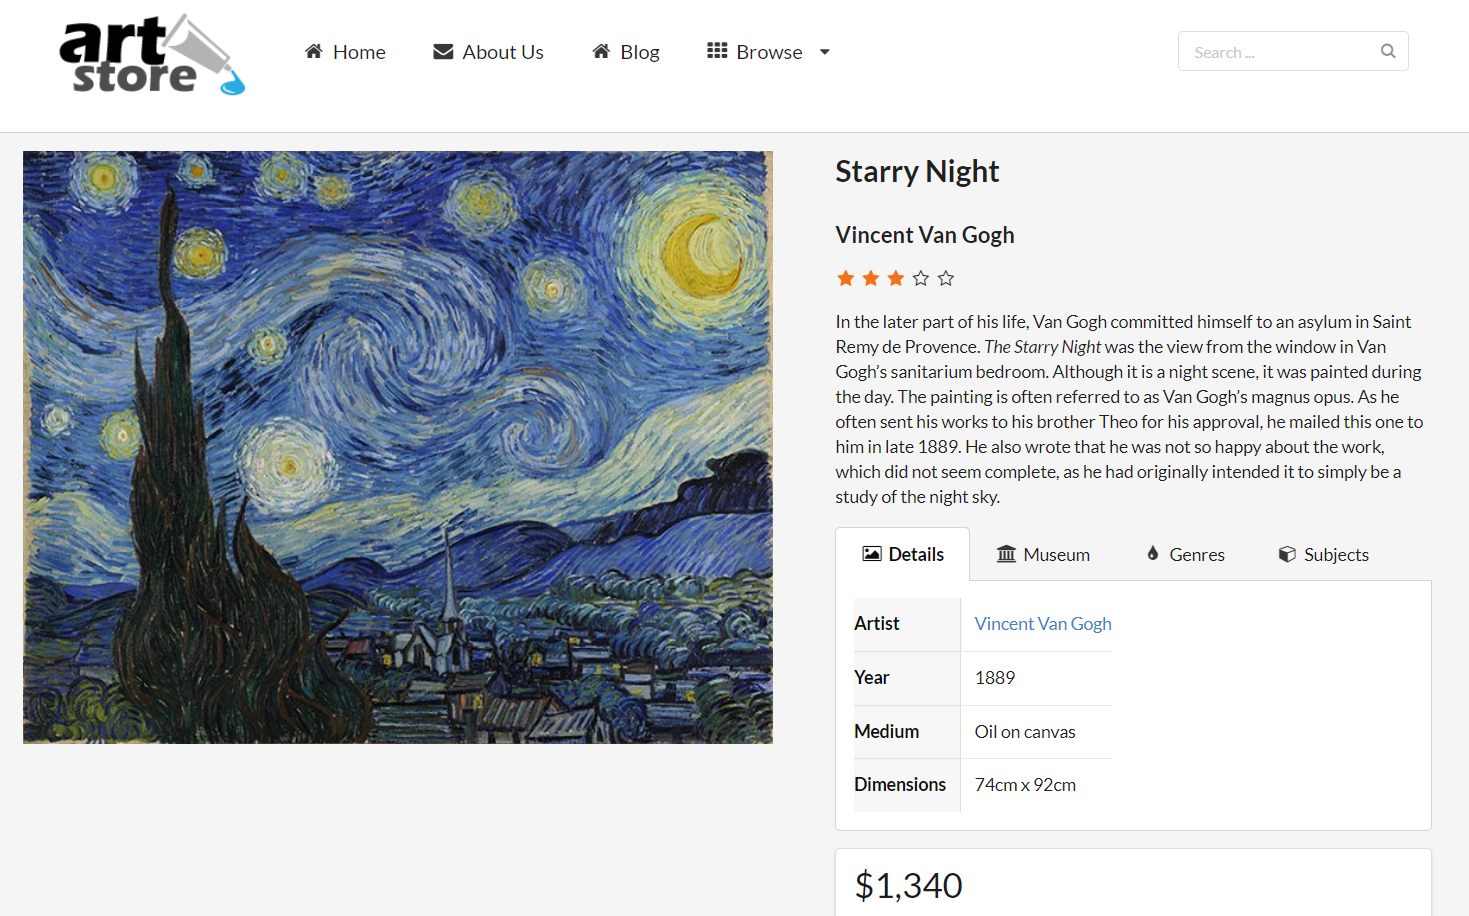 art
store
Home
About Us
Blog
Browse
Search ...
Starry Night
Vincent Van Gogh
In the later part of his life, Van Gogh committed himself to an asylum in Saint
Remy de Provence. The Starry Night was the view from the window in Van
Gogh’s sanitarium bedroom. Although it is a night scene, it was painted during
the day. The painting is often referred to as Van Gogh’s magnus opus. As he
often sent his works to his brother Theo for his approval, he mailed this one to
him in late 1889. He also wrote that he was not so happy about the work,
which did not seem complete, as he had originally intended it to simply be a
study of the night sky.
Details
Museum
Genres
Subjects
Artist Vincent Van Gogh
Year 1889
Medium Oil on canvas
Dimensions 74cm x 92cm
$1,340